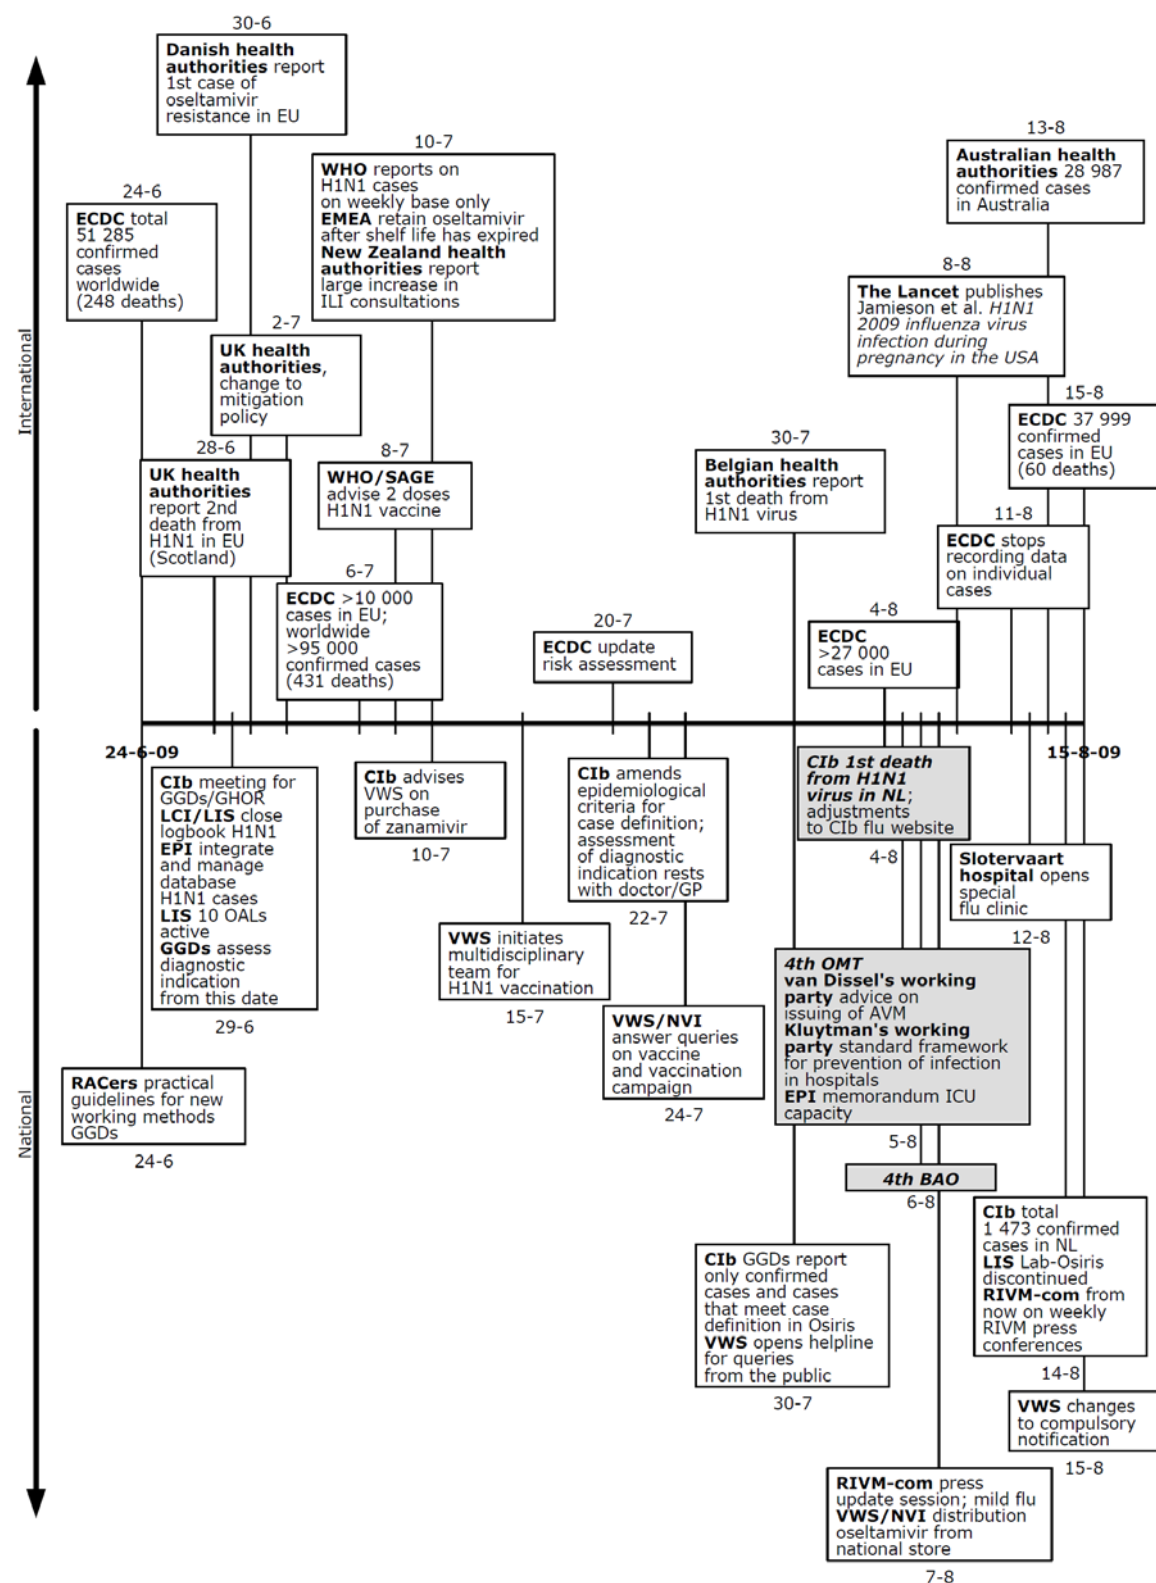 30-6
Danish health
authorities report
1st case of
oseltamivir
resistance in EU
10-7
WHO reports on
H1N1 cases
on weekly base only
EMEA retain oseltamivir
after shelf life has expired
New Zealand health
authorities report
large increase in
ILI consultations
13-8
Australian health
authorities 28 987
confirmed cases
in Australia
24-6
ECDC total
51 285
confirmed
cases
worldwide
(248 deaths)
8-8
The Lancet publishes
Jamieson et al. H1N1
2009 influenza virus
infection during
pregnancy in the USA
2-7
UK health
authorities,
change to
mitigation
policy
International
15-8
ECDC 37 999
confirmed
cases in EU
(60 deaths)
28-6
UK health
authorities
report 2nd
death from
H1N1 in EU
(Scotland)
8-7
WHO/SAGE
advise 2 doses
H1N1 vaccine
30-7
Belgian health
authorities report
1st death from
H1N1 virus
11-8
ECDC stops
recording data
on individual
cases
6-7
ECDC >10 000
cases in EU;
worldwide
>95 000
confirmed cases
(431 deaths)
20-7
ECDC update
risk assessment
4-8
ECDC
>27 000
cases in EU
24-6-09
15-8-09
CIb meeting for
GGDs/GHOR
LCI/LIS close
logbook H1N1
EPI integrate
and manage
database
H1N1 cases
LIS 10 OALs
active
GGDs assess
diagnostic
indication
from this date
29-6
CIb advises
VWS on
purchase
of zanamivir
10-7
CIb amends
epidemiological
criteria for
case definition;
assessment
of diagnostic
indication rests
with doctor/GP
22-7
CIb 1st death
from H1N1
virus in NL;
adjustments
to CIb flu website
4-8
Slotervaart
hospital opens
special
flu clinic
12-8
VWS initiates
multidisciplinary
team for
H1N1 vaccination
15-7
4th OMT
van Dissel's working
party advice on
issuing of AVM
Kluytman's working
party standard framework
for prevention of infection
in hospitals
EPI memorandum ICU
capacity
5-8
VWS/NVI
answer queries
on vaccine
and vaccination
campaign
24-7
RACers practical
guidelines for new
working methods
GGDs
24-6
National
4th BAO
6-8
CIb total
1 473 confirmed
cases in NL
LIS Lab-Osiris
discontinued
RIVM-com from
now on weekly
RIVM press
conferences
14-8
CIb GGDs report
only confirmed
cases and cases
that meet case
definition in Osiris
VWS opens helpline
for queries
from the public
30-7
VWS changes
to compulsory
notification
15-8
RIVM-com press
update session; mild flu
VWS/NVI distribution
oseltamivir from
national store
7-8